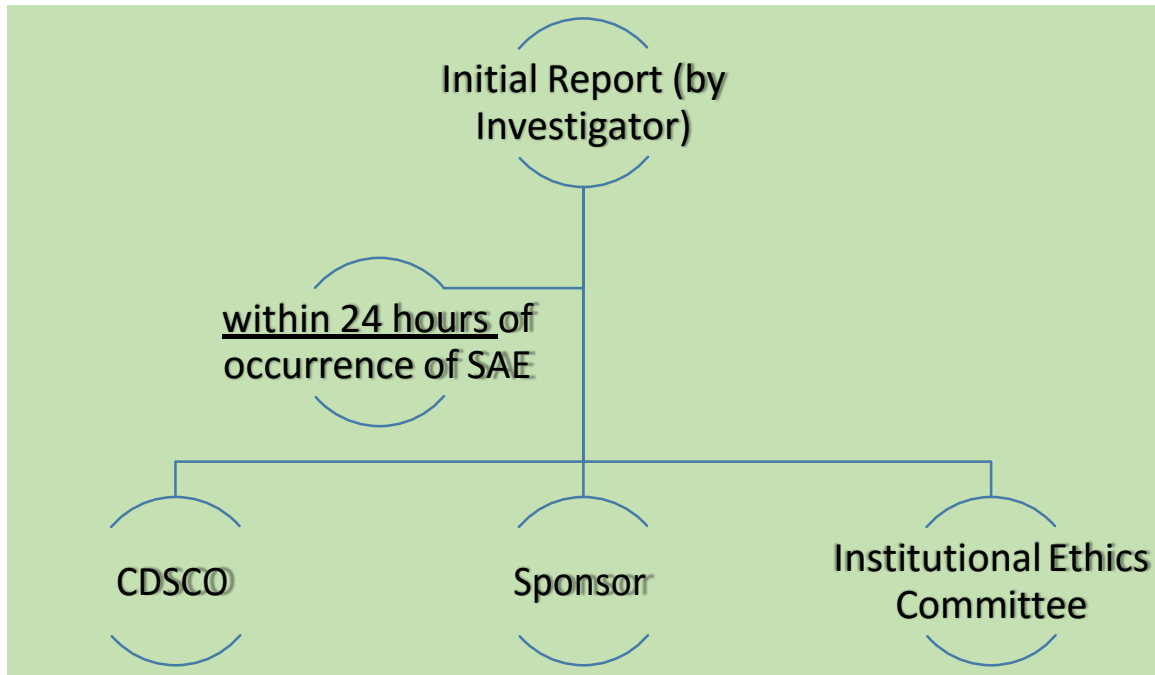 Initial Report (by
Investigator)
within 24 hours of
occurrence of SAE
CDSCO
Sponsor
Institutional Ethics
Committee